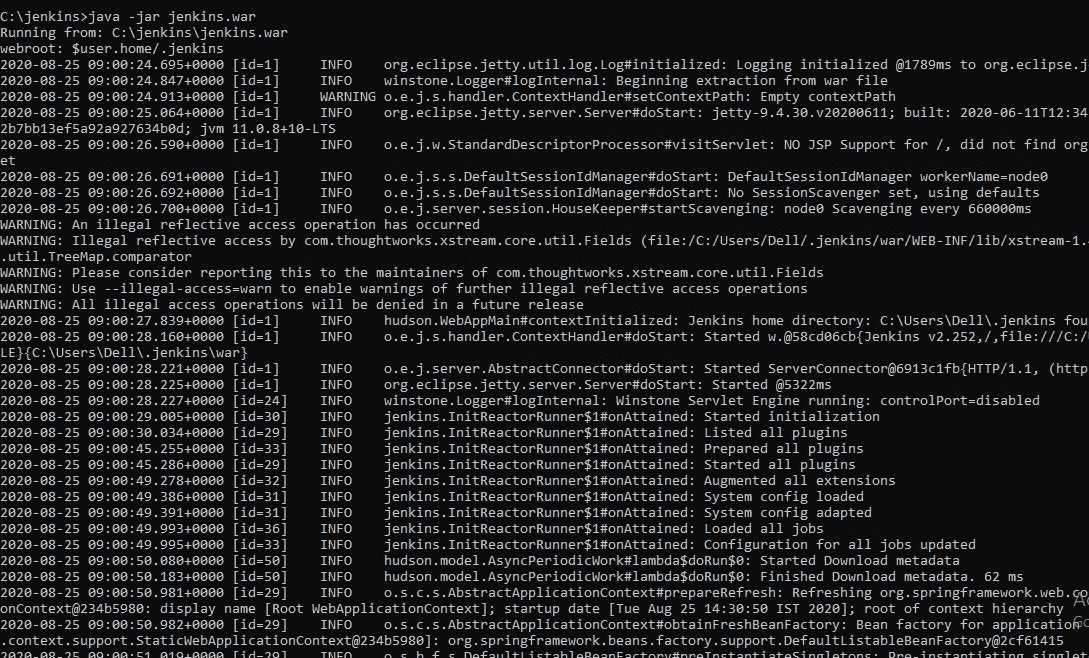 C:\jenkins>java -jar jenkins.war
Running from: C:\jenkins\jenkins.war
webroot: $user.home/.jenkins
2020-08-25 09:00:24.695+0000 [id=1] INFO org.eclipse.jetty.util.log.Log#initialized: Logging initialized @1789ms to org.eclipse.j
2020-08-25 09:00:24.847+0000 [id=1] INFO winstone.Logger#logInternal: Beginning extraction from war file
2020-08-25 09:00:24.913+0000 [id=1] WARNING o.e.j.s.handler.ContextHandler#setContextPath: Empty contextPath
2020-08-25 09:00:25.064+0000 [id=1] INFO org.eclipse.jetty.server.Server#doStart: jetty-9.4.30.v20200611; built: 2020-06-11T12:34
2b7bb13ef5a92a927634b0d; jvm 11.0.8+10-LTS
2020-08-25 09:00:26.590+0000 [id=1] INFO o.e.j.w.StandardDescriptorProcessor#visitServlet: NO JSP Support for /, did not find org
et
2020-08-25 09:00:26.691+0000 [id=1] INFO o.e.j.s.s.DefaultSessionIdManager#doStart: DefaultSessionIdManager workerName=node0
2020-08-25 09:00:26.692+0000 [id=1] INFO o.e.j.s.s.DefaultSessionIdManager#doStart: No SessionScavenger set, using defaults
2020-08-25 09:00:26.700+0000 [id=1] INFO o.e.j.server.session.HouseKeeper#startScavenging: node0 Scavenging every 660000ms
WARNING: An illegal reflective access operation has occurred
WARNING: Illegal reflective access by com.thoughtworks.xstream.core.util.Fields (file:/C:/Users/Dell/.jenkins/war/WEB-INF/lib/xstream-1.
.util.TreeMap.comparator
WARNING: Please consider reporting this to the maintainers of com.thoughtworks.xstream.core.util.Fields
WARNING: Use --illegal-access=warn to enable warnings of further illegal reflective access operations
WARNING: All illegal access operations will be denied in a future release
2020-08-25 09:00:27.839+0000 [id=1] INFO hudson.WebAppMain#contextInitialized: Jenkins home directory: C:\Users\Dell\.jenkins fou
2020-08-25 09:00:28.160+0000 [id=1] INFO o.e.j.s.handler.ContextHandler#doStart: Started w.@58cd06cb{Jenkins v2.252,/,file:///C:/
LE}{C:\Users\Dell\.jenkins\war}
2020-08-25 09:00:28.221+0000 [id=1] INFO o.e.j.server.AbstractConnector#doStart: Started ServerConnector@6913c1fb{HTTP/1.1, (http
2020-08-25 09:00:28.225+0000 [id=1] INFO org.eclipse.jetty.server.Server#doStart: Started @5322ms
2020-08-25 09:00:28.227+0000 [id=24] INFO winstone.Logger#logInternal: Winstone Servlet Engine running: controlPort=disabled
2020-08-25 09:00:29.005+0000 [id=30] INFO jenkins.InitReactorRunner$1#onAttained: Started initialization
2020-08-25 09:00:30.034+0000 [id=29] INFO jenkins.InitReactorRunner$1#onAttained: Listed all plugins
2020-08-25 09:00:45.255+0000 [id=33] INFO jenkins.InitReactorRunner$1#onAttained: Prepared all plugins
2020-08-25 09:00:45.286+0000 [id=29] INFO jenkins.InitReactorRunner$1#onAttained: Started all plugins
2020-08-25 09:00:49.278+0000 [id=32] INFO jenkins.InitReactorRunner$1#onAttained: Augmented all extensions
2020-08-25 09:00:49.386+0000 [id=31] INFO jenkins.InitReactorRunner$1#onAttained: System config loaded
2020-08-25 09:00:49.391+0000 [id=31] INFO jenkins.InitReactorRunner$1#onAttained: System config adapted
2020-08-25 09:00:49.993+0000 [id=36] INFO jenkins.InitReactorRunner$1#onAttained: Loaded all jobs
2020-08-25 09:00:49.995+0000 [id=33] INFO jenkins.InitReactorRunner$1#onAttained: Configuration for all jobs updated
2020-08-25 09:00:50.080+0000 [id=50] INFO hudson.model.AsyncPeriodicWork#lambda$doRun$0: Started Download metadata
2020-08-25 09:00:50.183+0000 [id=50] INFO hudson.model.AsyncPeriodicWork#lambda$doRun$0: Finished Download metadata. 62 ms
2020-08-25 09:00:50.981+0000 [id=29] INFO o.s.c.s.AbstractApplicationContext#prepareRefresh: Refreshing org.springframework.web.co
onContext@234b5980: display name [Root WebApplicationContext]; startup date [Tue Aug 25 14:30:50 IST 2020]; root of context hierarchy
2020-08-25 09:00:50.982+0000 [id=29] INFO o.s.c.s.AbstractApplicationContext#obtainFreshBeanFactory: Bean factory for application
.context.support.StaticWebApplicationContext@234b5980]: org.springframework.beans.factory.support.DefaultListableBeanFactory@2cf61415
2020-08-25 09:00:51.019+0000 [id=29] INFO o.s.b.f.s.DefaultListableBeanFactory#preInstantiateSingletons: Pre-instantiating singlet